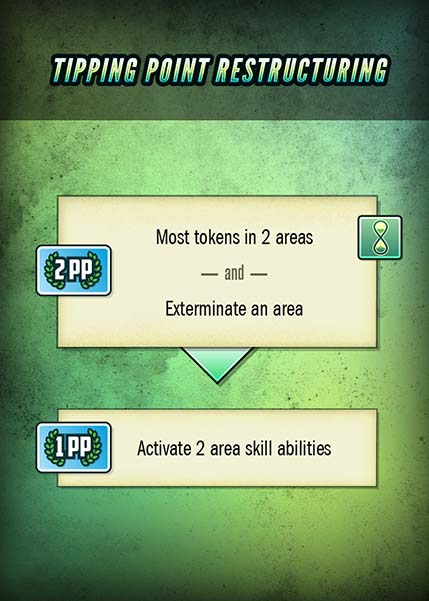 TIPPING POINT RESTRUCTURING
Most tokens in 2 areas
2 PP
— and —
Exterminate an area
1 PP
Activate 2 area skill abilities